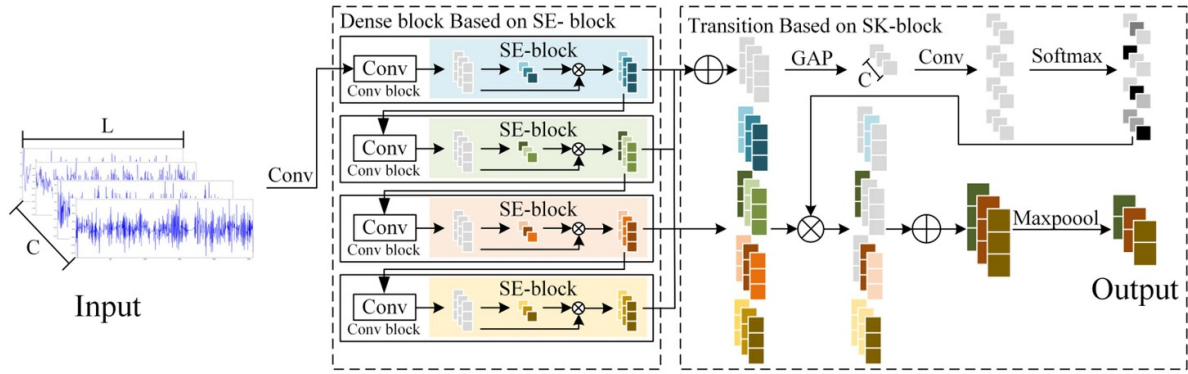 Dense block Based on SE- block
Transition Based on SK-block
SE-block
Conv
Conv block
GAP
C
Conv
Softmax
L
SE-block
Conv
Conv block
Conv
C
SE-block
Conv
Conv block
Maxpoool
Input
SE-block
Conv
Conv block
Output